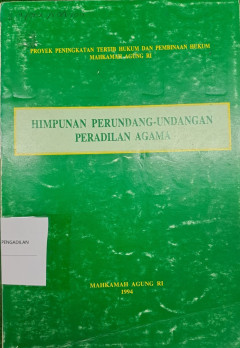 PROYEK PENINGKATAN TERTIB HUKUM DAN PEMBINAAN HUKUM
MAHKAMAH AGUNG RI
HIMPUNAN PERUNDANG-UNDANGAN
PERADILAN AGAMA
PENGADILAN
MAHKAMAH AGUNG RI
1994